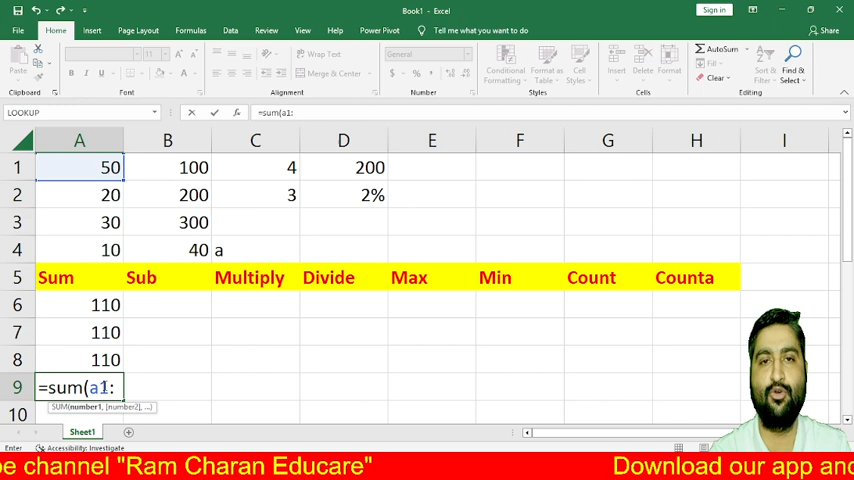 Book1 - Excel
Sign in
File Home Insert Page Layout Formulas Data Review View Help Power Pivot Tell me what you want to do Share
Paste
11
B I U
Wrap Text
Merge & Center
General
$ % ,
Conditional Formatting
Format as Table
Cell Styles
Insert Delete Format
AutoSum
Fill
Clear
Sort & Filter
Find & Select
Clipboard Font Alignment Number Styles Cells Editing
LOOKUP =sum(a1:
A B C D E F G H I
1 50 100 4 200
2 20 200 3 2%
3 30 300
4 10 40 a
5 Sum Sub Multiply Divide Max Min Count Counta
6 110
7 110
8 110
9 =sum(a1:
SUM(number1, [number2], ...)
10
Sheet1
Enter Accessibility: Investigate
be channel "Ram Charan Educare" Download our app and